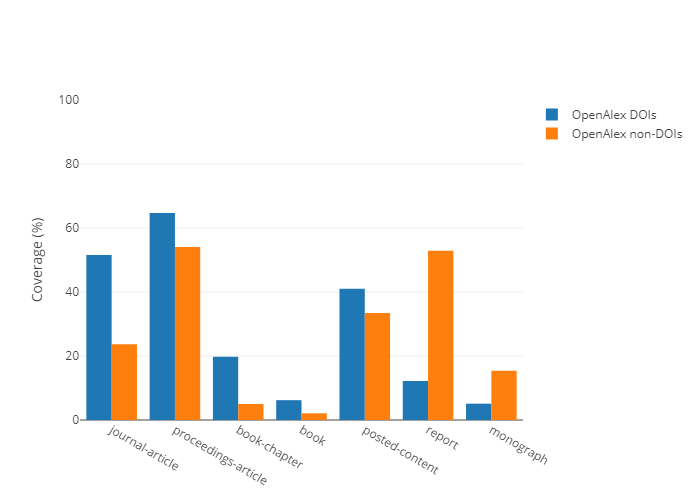 100
80
60
40
20
0
Coverage (%)
journal-article
proceedings-article
book-chapter
book
posted-content
report
monograph
OpenAlex DOIs
OpenAlex non-DOIs